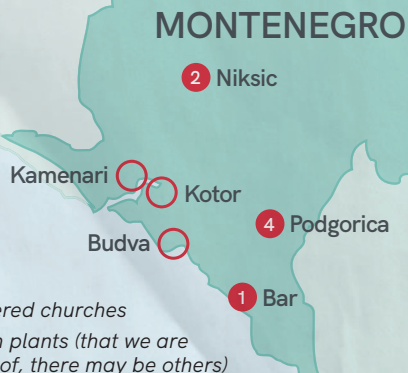 MONTENEGRO
2 Niksic
Kamenari
Kotor
Budva
4 Podgorica
1 Bar
churches
plants (that we are
of, there may be others)